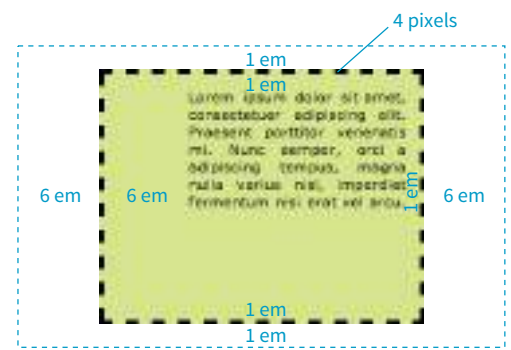 4 pixels
1 em
1 em
Lorem ipsum dolor sit amet,
consectetuer adipiscing elit.
Praesent porttitor venenatis
mi. Nunc semper, orci a
adipiscing tempus, magna
nulla varius nisi, imperdiet
fermentum nisi erat vel arcu.
6 em
6 em
1 em
6 em
1 em
1 em